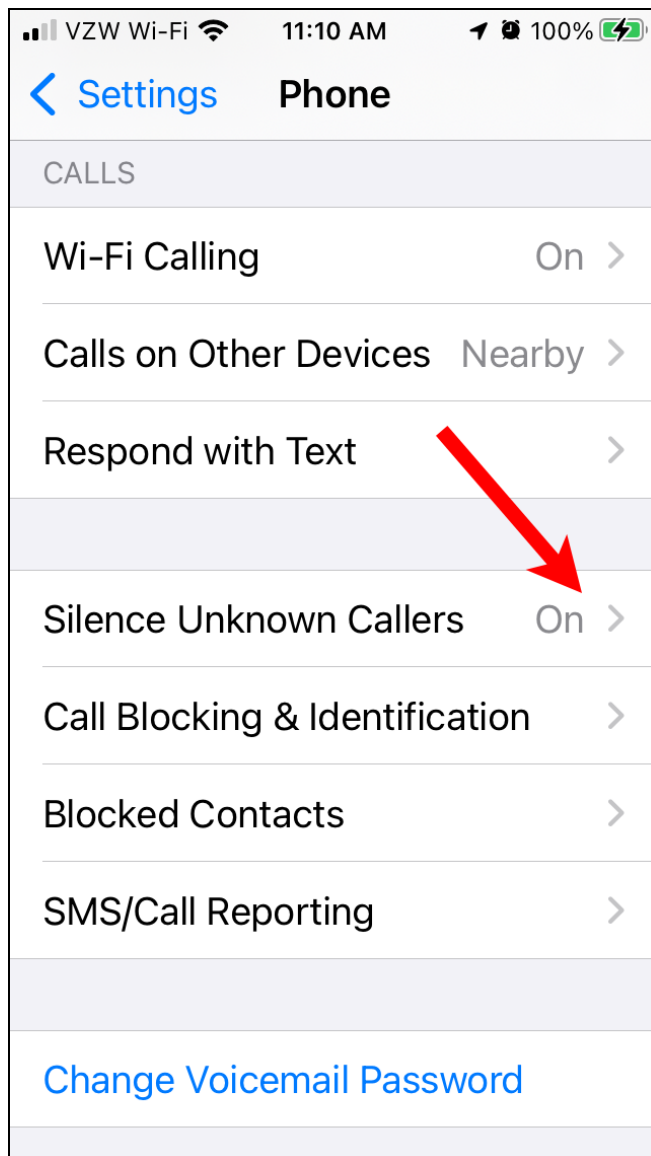 VZW Wi-Fi 11:10 AM 100%
Settings Phone
CALLS
Wi-Fi Calling On
Calls on Other Devices Nearby
Respond with Text
Silence Unknown Callers On
Call Blocking & Identification
Blocked Contacts
SMS/Call Reporting
Change Voicemail Password